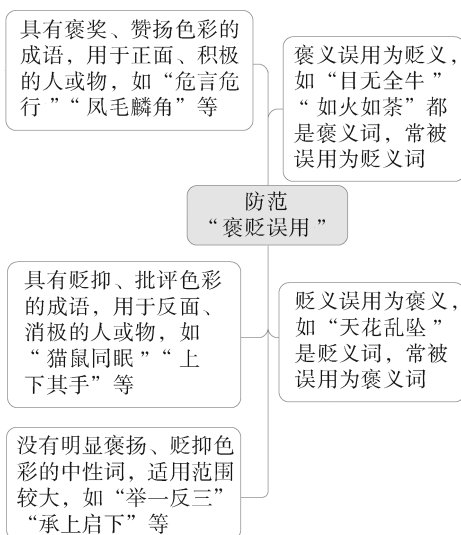 具有褒奖、赞扬色彩的
成语，用于正面、积极
的人或物，如“危言危
行”“凤毛麟角”等
褒义误用为贬义，
如“目无全牛”
“如火如荼”都
是褒义词，常被
误用为贬义词
防范
“褒贬误用”
具有贬抑、批评色彩
的成语，用于反面、
消极的人或物，如
“猫鼠同眠”“上
下其手”等
贬义误用为褒义，
如“天花乱坠”
是贬义词，常被
误用为褒义词
没有明显褒扬、贬抑色
彩的中性词，适用范围
较大，如“举一反三”
“承上启下”等